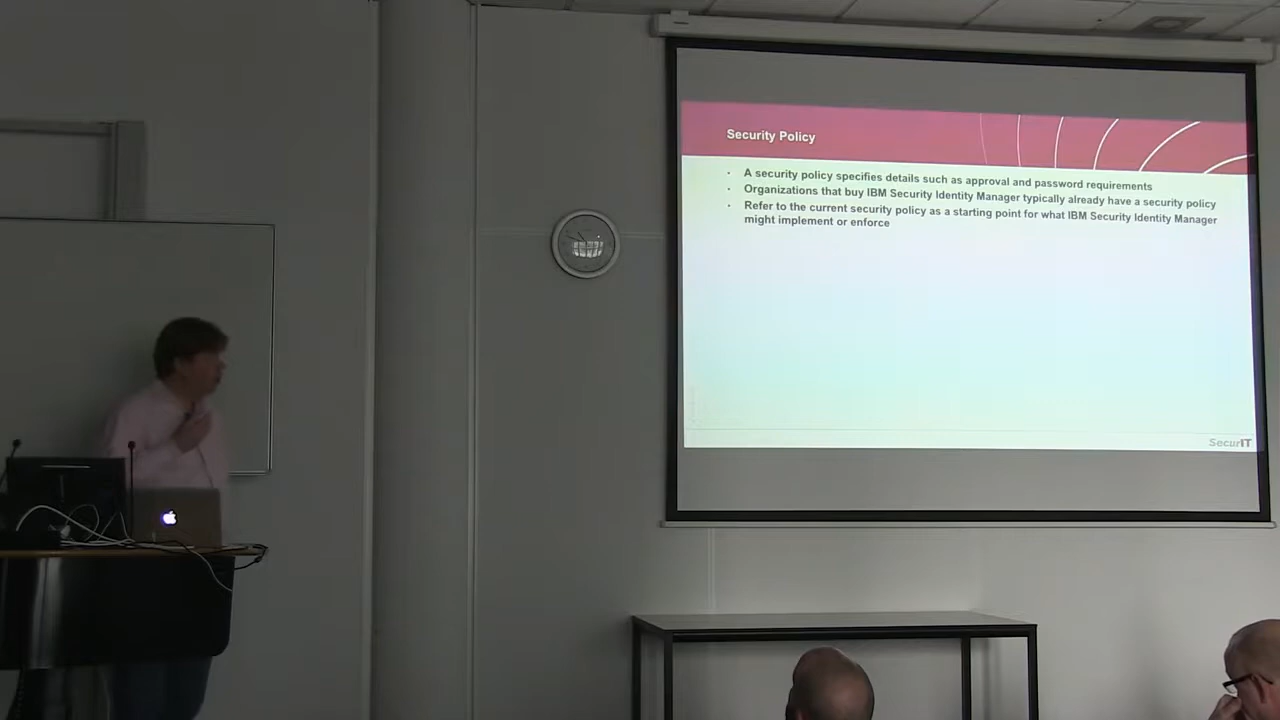 Security Policy
· A security policy specifies details such as approval and password requirements
· Organizations that buy IBM Security Identity Manager typically already have a security policy
· Refer to the current security policy as a starting point for what IBM Security Identity Manager
might implement or enforce
SecurIT